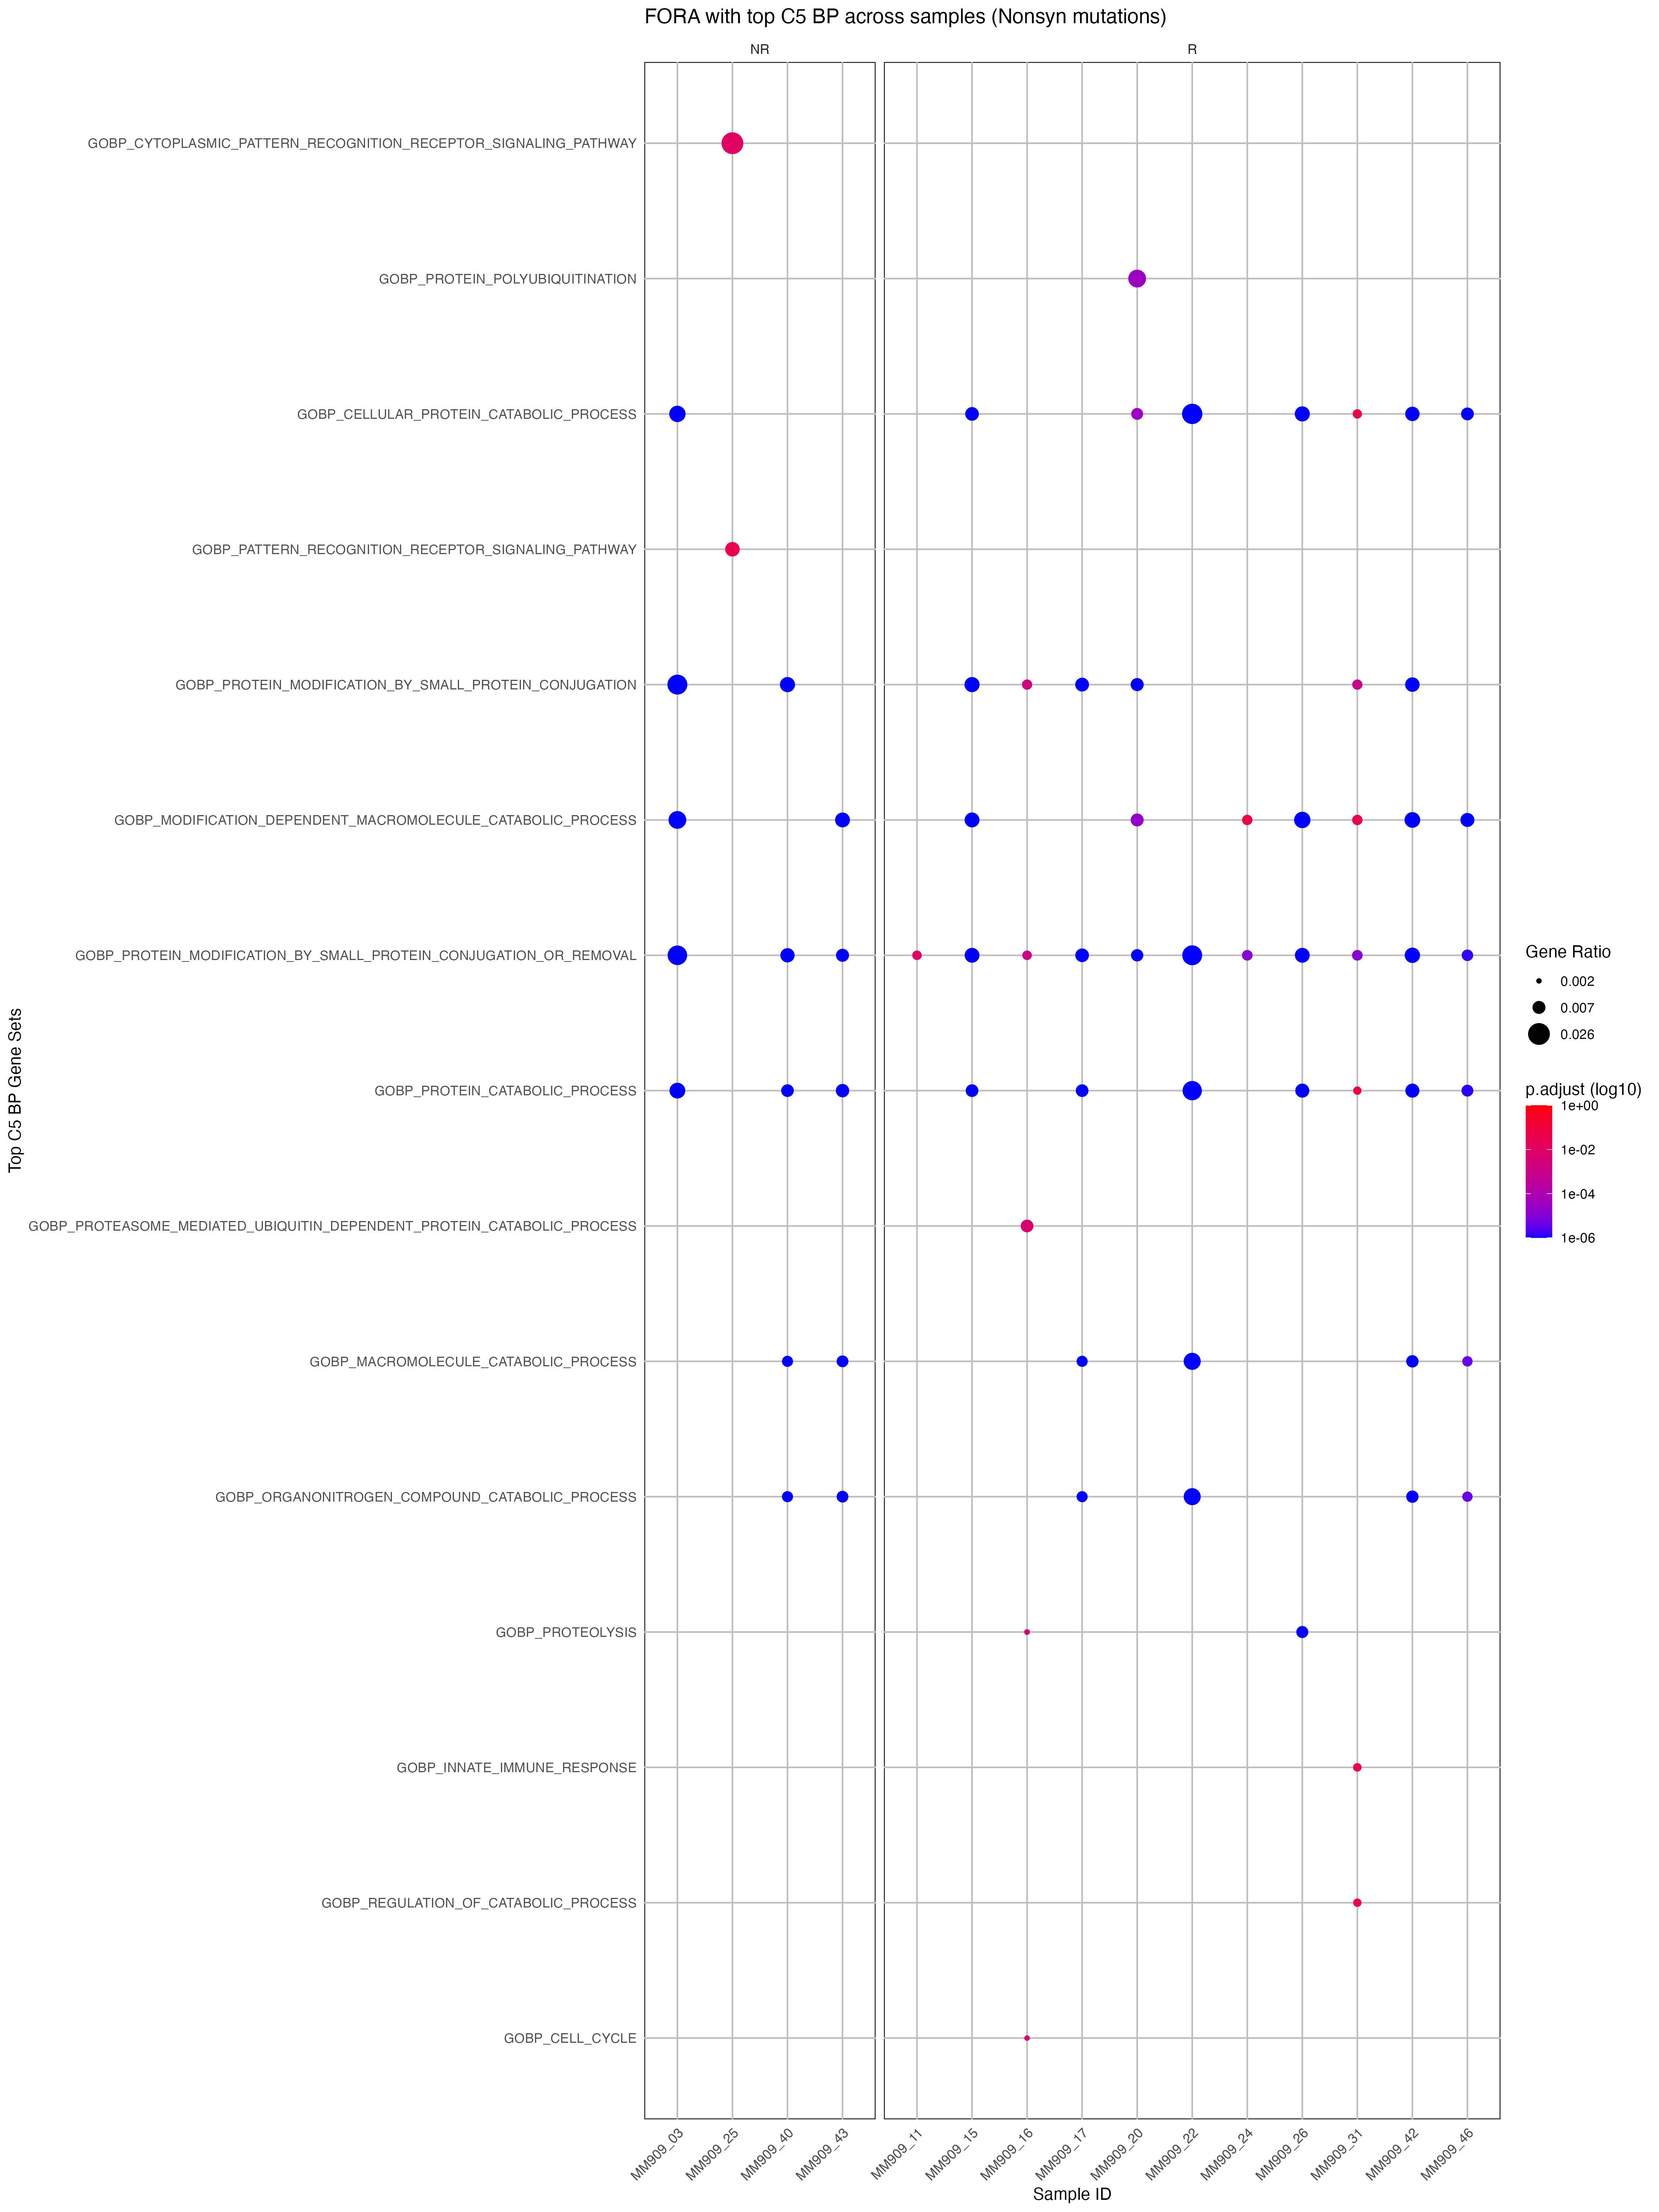 FORA with top C5 BP across samples (Nonsyn mutations)
NR
R
GOBP_CYTOPLASMIC_PATTERN_RECOGNITION_RECEPTOR_SIGNALING_PATHWAY
GOBP_PROTEIN_POLYUBIQUITINATION
GOBP_CELLULAR_PROTEIN_CATABOLIC_PROCESS
GOBP_PATTERN_RECOGNITION_RECEPTOR_SIGNALING_PATHWAY
GOBP_PROTEIN_MODIFICATION_BY_SMALL_PROTEIN_CONJUGATION
GOBP_MODIFICATION_DEPENDENT_MACROMOLECULE_CATABOLIC_PROCESS
GOBP_PROTEIN_MODIFICATION_BY_SMALL_PROTEIN_CONJUGATION_OR_REMOVAL
GOBP_PROTEIN_CATABOLIC_PROCESS
GOBP_PROTEASOME_MEDIATED_UBIQUITIN_DEPENDENT_PROTEIN_CATABOLIC_PROCESS
GOBP_MACROMOLECULE_CATABOLIC_PROCESS
GOBP_ORGANONITROGEN_COMPOUND_CATABOLIC_PROCESS
GOBP_PROTEOLYSIS
GOBP_INNATE_IMMUNE_RESPONSE
GOBP_REGULATION_OF_CATABOLIC_PROCESS
GOBP_CELL_CYCLE
Top C5 BP Gene Sets
MM909_03
MM909_25
MM909_40
MM909_43
MM909_11
MM909_15
MM909_16
MM909_17
MM909_20
MM909_22
MM909_24
MM909_26
MM909_31
MM909_42
MM909_46
Sample ID
Gene Ratio
0.002
0.007
0.026
p.adjust (log10)
1e+00
1e-02
1e-04
1e-06